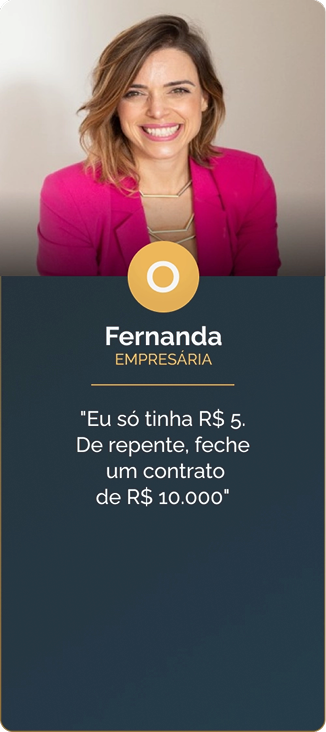 O
Fernanda
EMPRESÁRIA
"Eu só tinha R$ 5.
De repente, feche
um contrato
de R$ 10.000"